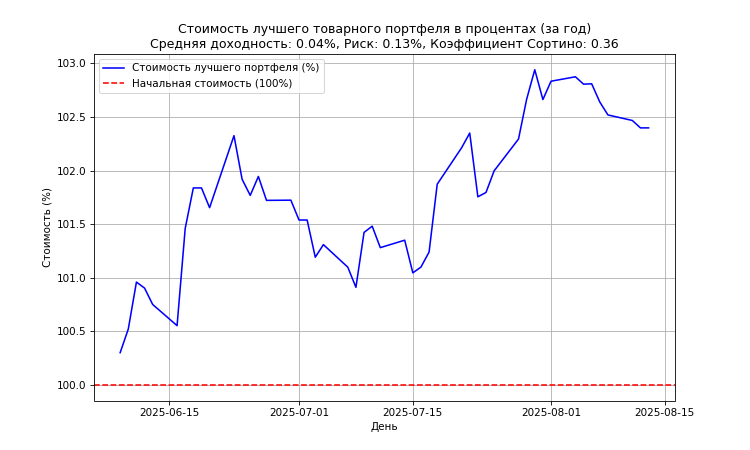 Стоимость лучшего товарного портфеля в процентах (за год)
Средняя доходность: 0.04%, Риск: 0.13%, Коэффициент Сортино: 0.36
Стоимость лучшего портфеля (%)
Начальная стоимость (100%)
Стоимость (%)
103.0
102.5
102.0
101.5
101.0
100.5
100.0
2025-06-15
2025-07-01
2025-07-15
2025-08-01
2025-08-15
День